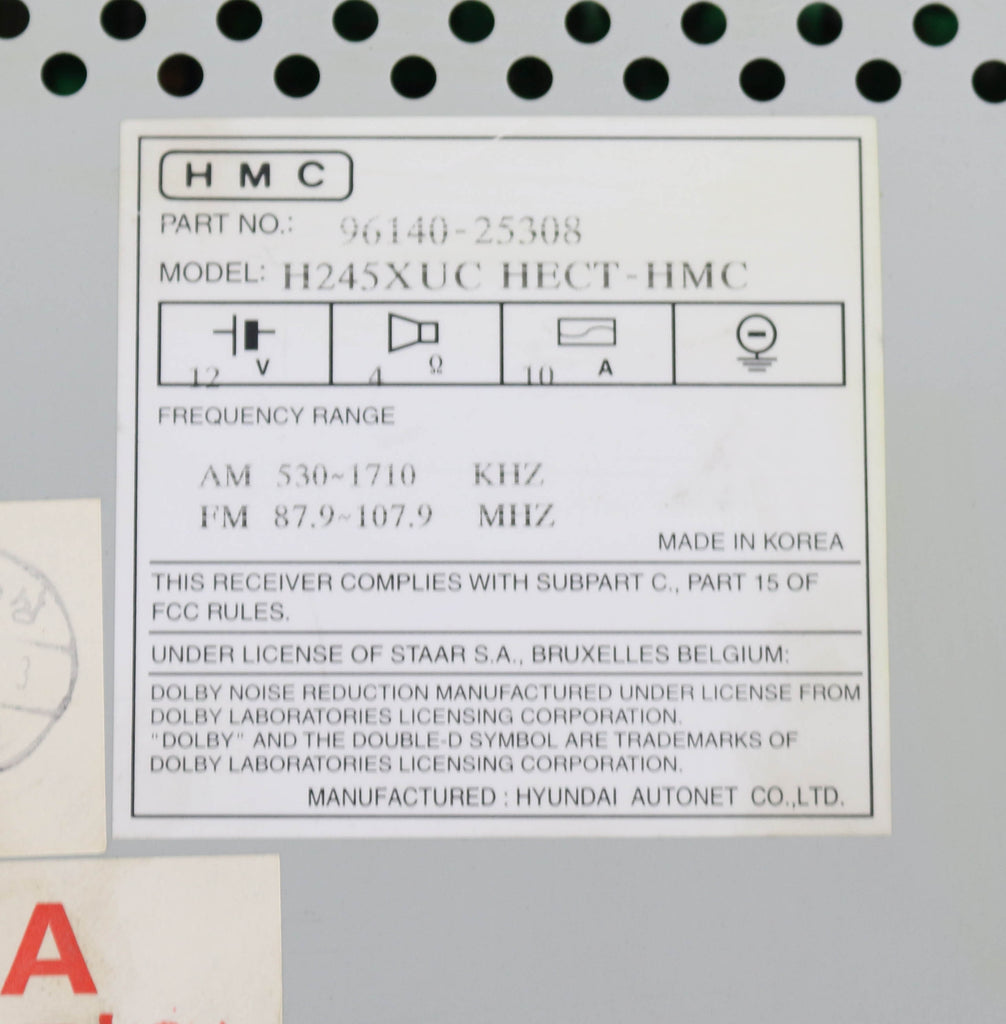 HMC
PART NO.: 96140-25308
MODEL: H245XUC HECT-HMC
12 V 4 Ω 10 A
FREQUENCY RANGE
AM 530~1710 KHZ
FM 87.9~107.9 MHZ
MADE IN KOREA
THIS RECEIVER COMPLIES WITH SUBPART C., PART 15 OF
FCC RULES.
UNDER LICENSE OF STAAR S.A., BRUXELLES BELGIUM:
DOLBY NOISE REDUCTION MANUFACTURED UNDER LICENSE FROM
DOLBY LABORATORIES LICENSING CORPORATION.
"DOLBY" AND THE DOUBLE-D SYMBOL ARE TRADEMARKS OF
DOLBY LABORATORIES LICENSING CORPORATION.
MANUFACTURED : HYUNDAI AUTONET CO.,LTD.
3
A